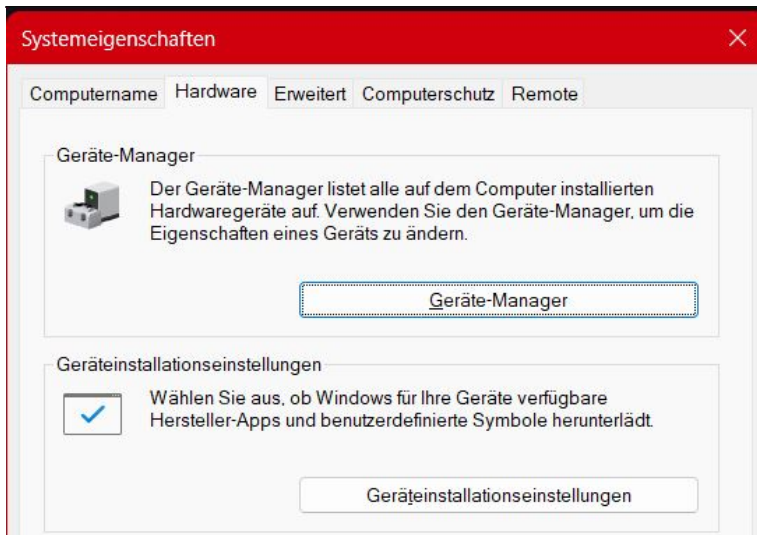 Systemeigenschaften
Computername Hardware Erweitert Computerschutz Remote
Geräte-Manager
Der Geräte-Manager listet alle auf dem Computer installierten
Hardwaregeräte auf. Verwenden Sie den Geräte-Manager, um die
Eigenschaften eines Geräts zu ändern.
Geräte-Manager
Geräteinstallationseinstellungen
Wählen Sie aus, ob Windows für Ihre Geräte verfügbare
Hersteller-Apps und benutzerdefinierte Symbole herunterlädt.
Geräteinstallationseinstellungen